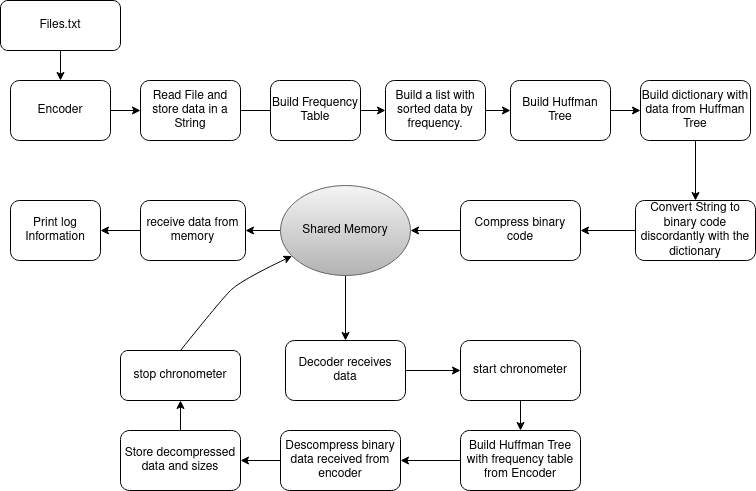 Files.txt
Encoder
Read File and
store data in a
String
Build Frequency
Table
Build a list with
sorted data by
frequency.
Build Huffman
Tree
Build dictionary with
data from Huffman
Tree
Print log
Information
receive data from
memory
Shared Memory
Compress binary
code
Convert String to
binary code
discordantly with the
dictionary
stop chronometer
Decoder receives
data
start chronometer
Store decompressed
data and sizes
Descompress binary
data received from
encoder
Build Huffman Tree
with frequency table
from Encoder